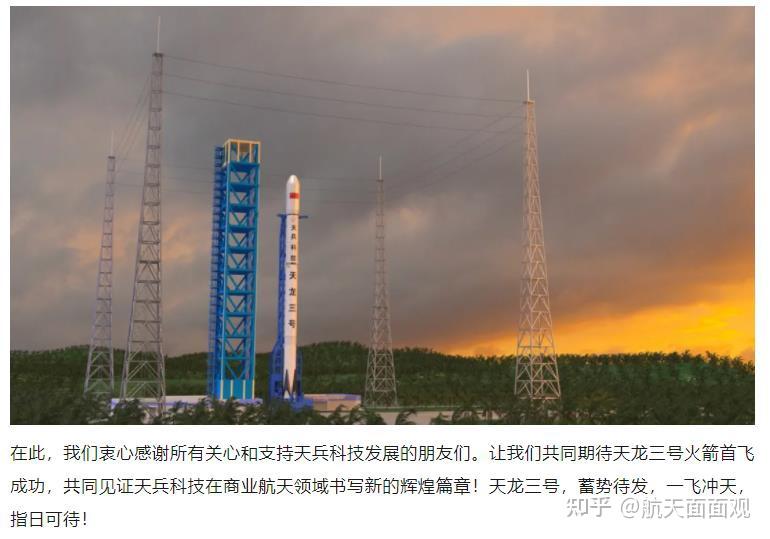 天兵科技
天龙三号
在此，我们衷心感谢所有关心和支持天兵科技发展的朋友们。让我们共同期待天龙三号火箭首飞
成功，共同见证天兵科技在商业航天领域书写新的辉煌篇章！天龙三号，蓄势待发，一飞冲天，
指日可待！
知乎 @航天面面观